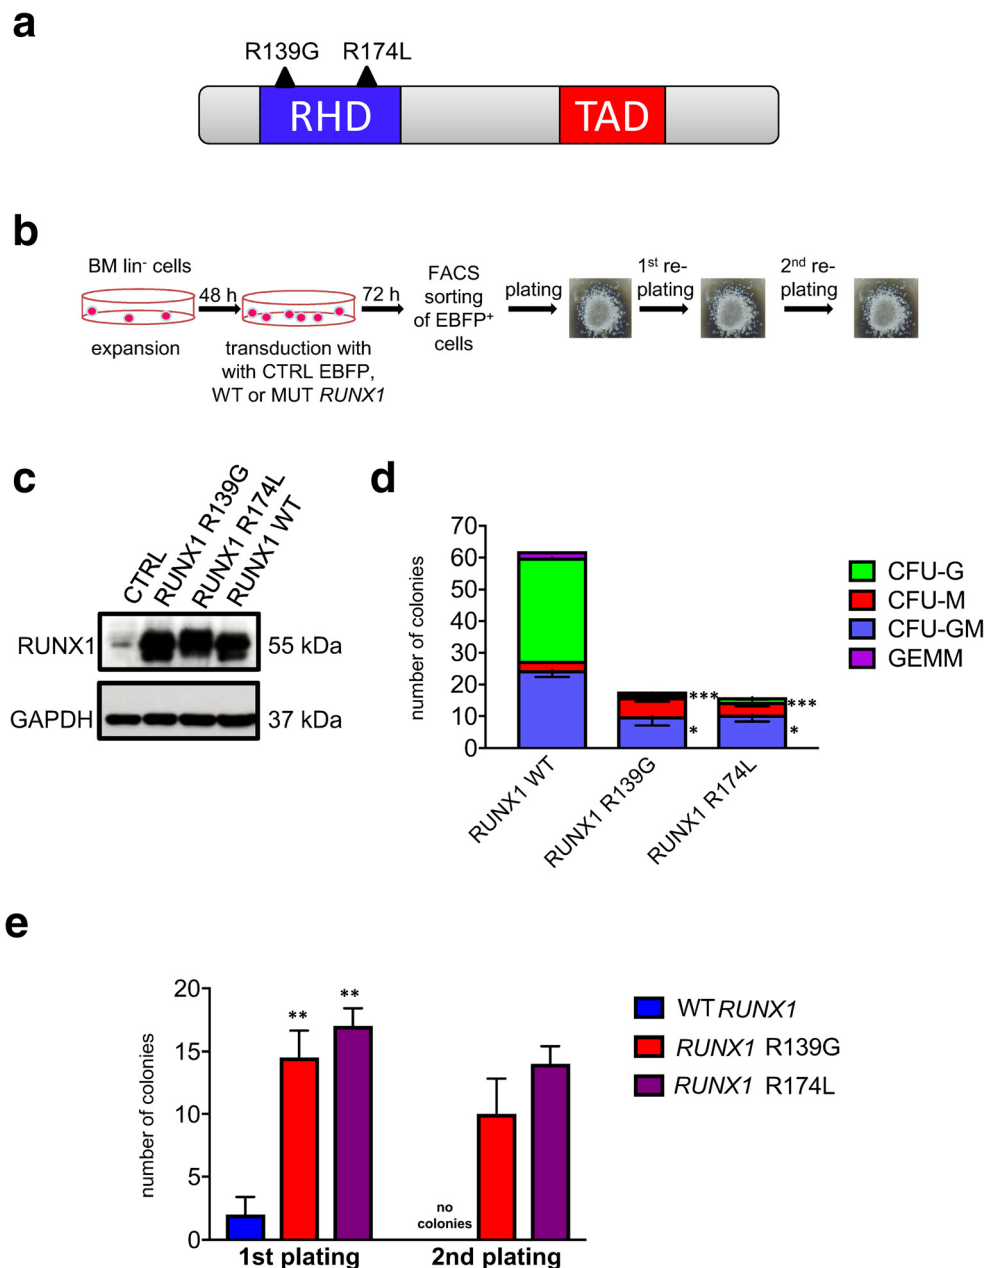 a
R139G R174L
RHD TAD
b
BM lin- cells
48 h
expansion
transduction with
with CTRL EBFP,
WT or MUT RUNX1
72 h
FACS
sorting
of EBFP+
cells
plating
1st re-
plating
2nd re-
plating
c
CTRL
RUNX1 R139G
RUNX1 R174L
RUNX1 WT
RUNX1 55 kDa
GAPDH 37 kDa
d
number of colonies
70
60
50
40
30
20
10
0
***
*
***
*
RUNX1 WT
RUNX1 R139G
RUNX1 R174L
CFU-G
CFU-M
CFU-GM
GEMM
e
number of colonies
20
15
10
5
0
**
**
no
colonies
1st plating 2nd plating
WT RUNX1
RUNX1 R139G
RUNX1 R174L